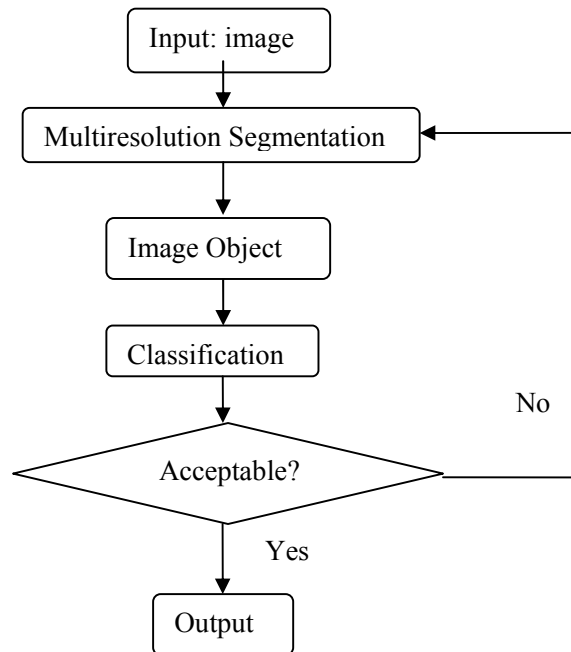 Input: image
Multiresolution Segmentation
Image Object
Classification
No
Acceptable?
Yes
Output